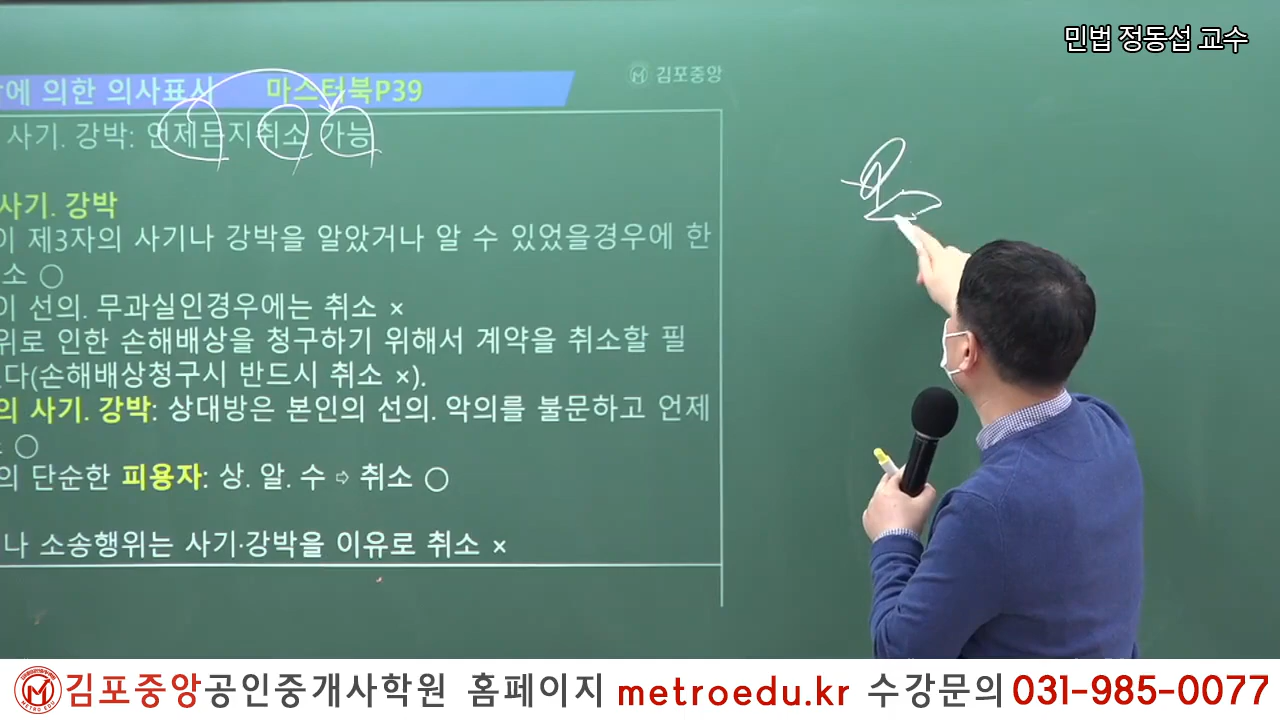 민법 정동섭 교수
김포중앙
에 의한 의사표시 마스터북P39
사기. 강박: 언제든지취소 가능
사기. 강박
이 제3자의 사기나 강박을 알았거나 알 수 있었을경우에 한
소 ○
이 선의. 무과실인경우에는 취소 ×
위로 인한 손해배상을 청구하기 위해서 계약을 취소할 필
다(손해배상청구시 반드시 취소 ×).
의 사기. 강박: 상대방은 본인의 선의. 악의를 불문하고 언제
○
의 단순한 피용자: 상. 알. 수 ⇨ 취소 ○
나 소송행위는 사기·강박을 이유로 취소 ×
METRO EDU
김포중앙공인중개사학원 홈페이지 metroedu.kr 수강문의 031-985-0077